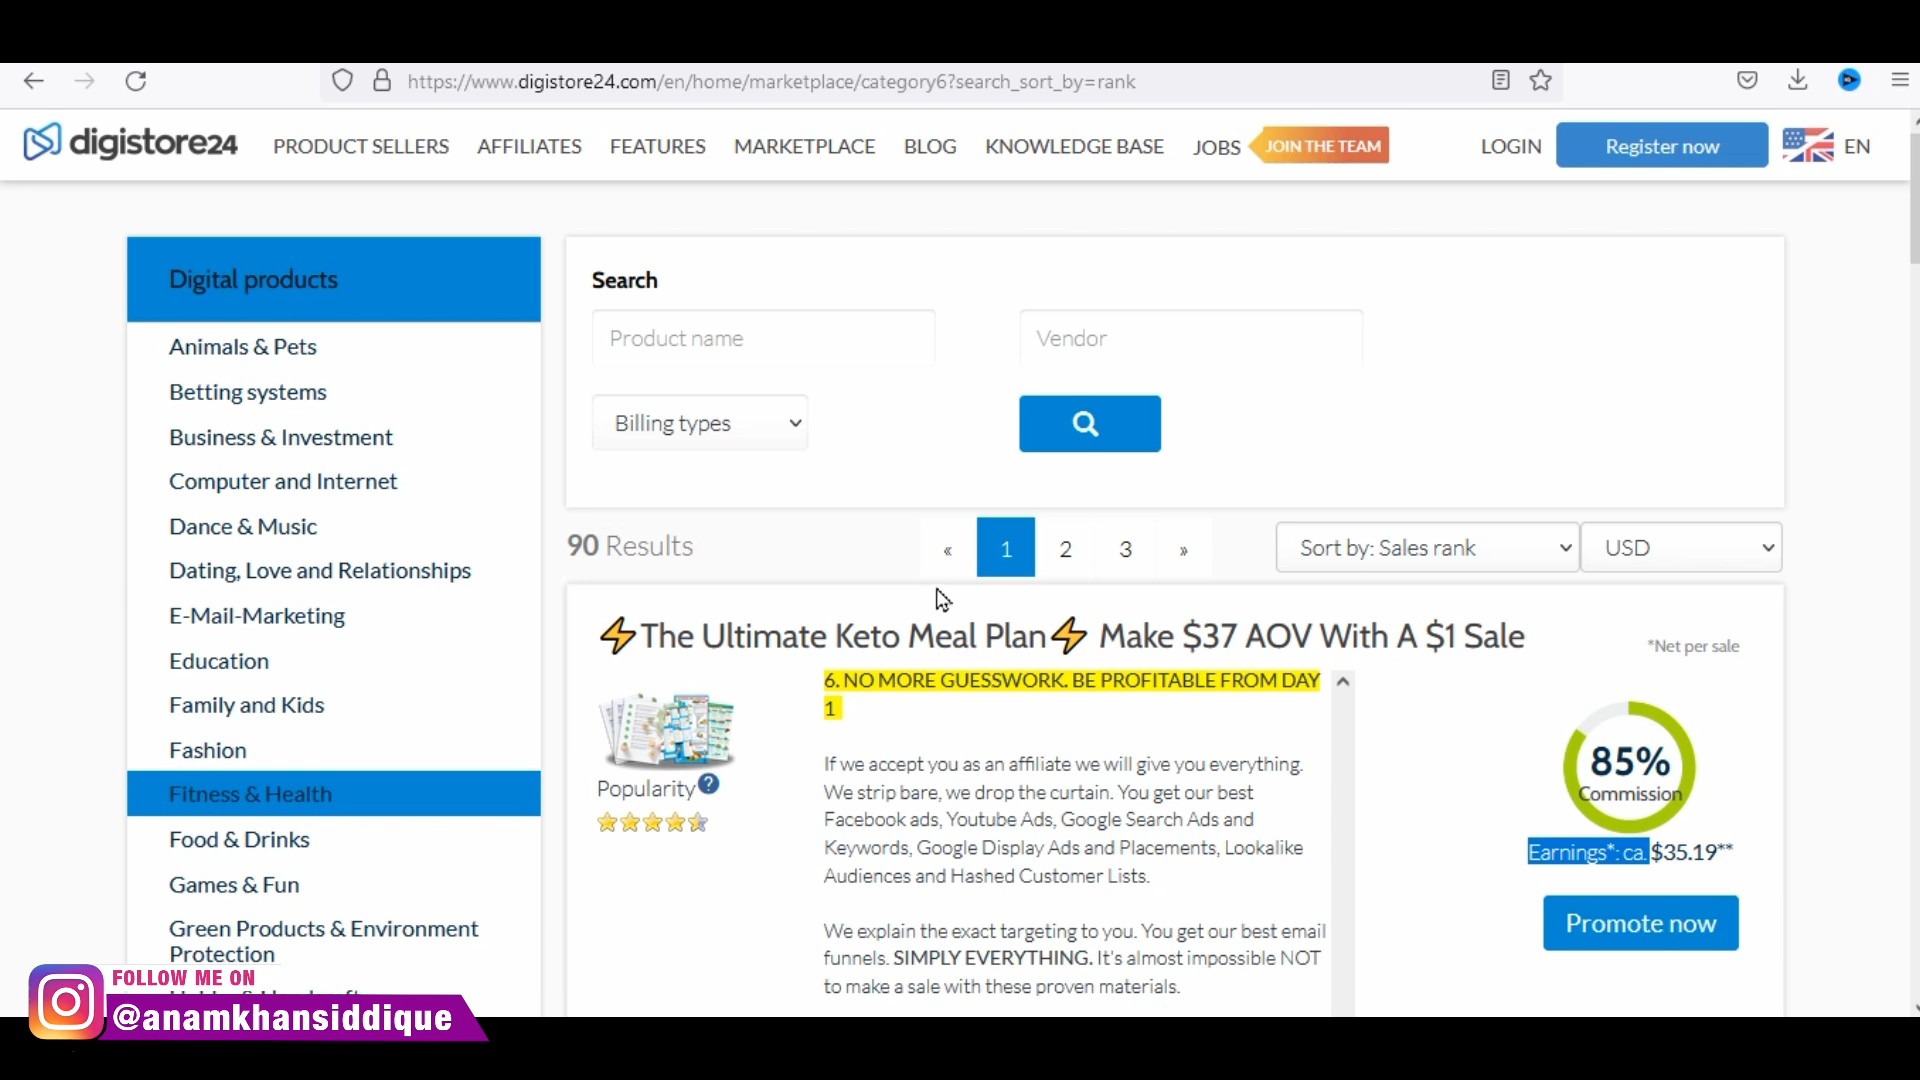 https://www.digistore24.com/en/home/marketplace/category6?search_sort_by=rank
digistore24
PRODUCT SELLERS
AFFILIATES
FEATURES
MARKETPLACE
BLOG
KNOWLEDGE BASE
JOBS
JOIN THE TEAM
LOGIN
Register now
EN
Digital products
Animals & Pets
Betting systems
Business & Investment
Computer and Internet
Dance & Music
Dating, Love and Relationships
E-Mail-Marketing
Education
Family and Kids
Fashion
Fitness & Health
Food & Drinks
Games & Fun
Green Products & Environment
Protection
Search
Product name
Vendor
Billing types
90 Results
«
1
2
3
»
Sort by: Sales rank
USD
⚡The Ultimate Keto Meal Plan⚡ Make $37 AOV With A $1 Sale
*Net per sale
Popularity
6. NO MORE GUESSWORK. BE PROFITABLE FROM DAY
1
If we accept you as an affiliate we will give you everything.
We strip bare, we drop the curtain. You get our best
Facebook ads, Youtube Ads, Google Search Ads and
Keywords, Google Display Ads and Placements, Lookalike
Audiences and Hashed Customer Lists.
We explain the exact targeting to you. You get our best email
funnels. SIMPLY EVERYTHING. It's almost impossible NOT
to make a sale with these proven materials.
85%
Commission
Earnings*: ca. $35.19**
Promote now
FOLLOW ME ON
@anamkhansiddique